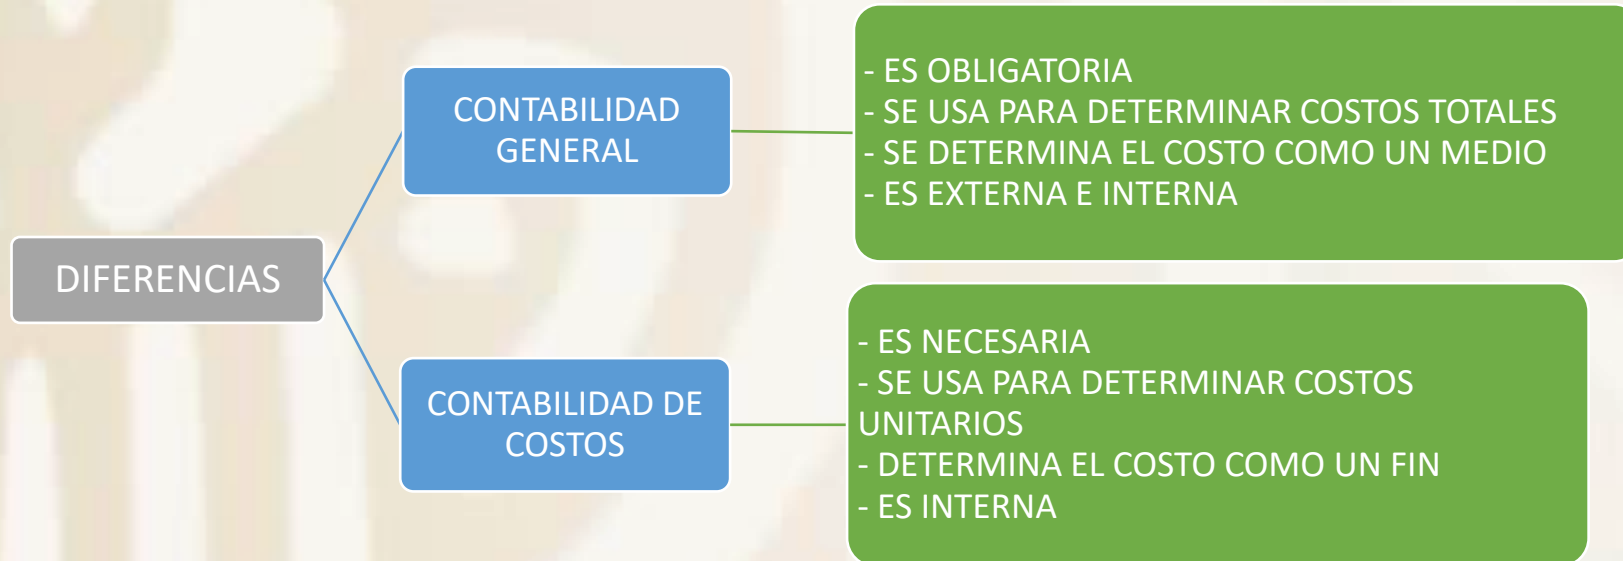 DIFERENCIAS
CONTABILIDAD
GENERAL
- ES OBLIGATORIA
- SE USA PARA DETERMINAR COSTOS TOTALES
- SE DETERMINA EL COSTO COMO UN MEDIO
- ES EXTERNA E INTERNA
CONTABILIDAD DE
COSTOS
- ES NECESARIA
- SE USA PARA DETERMINAR COSTOS
UNITARIOS
- DETERMINA EL COSTO COMO UN FIN
- ES INTERNA